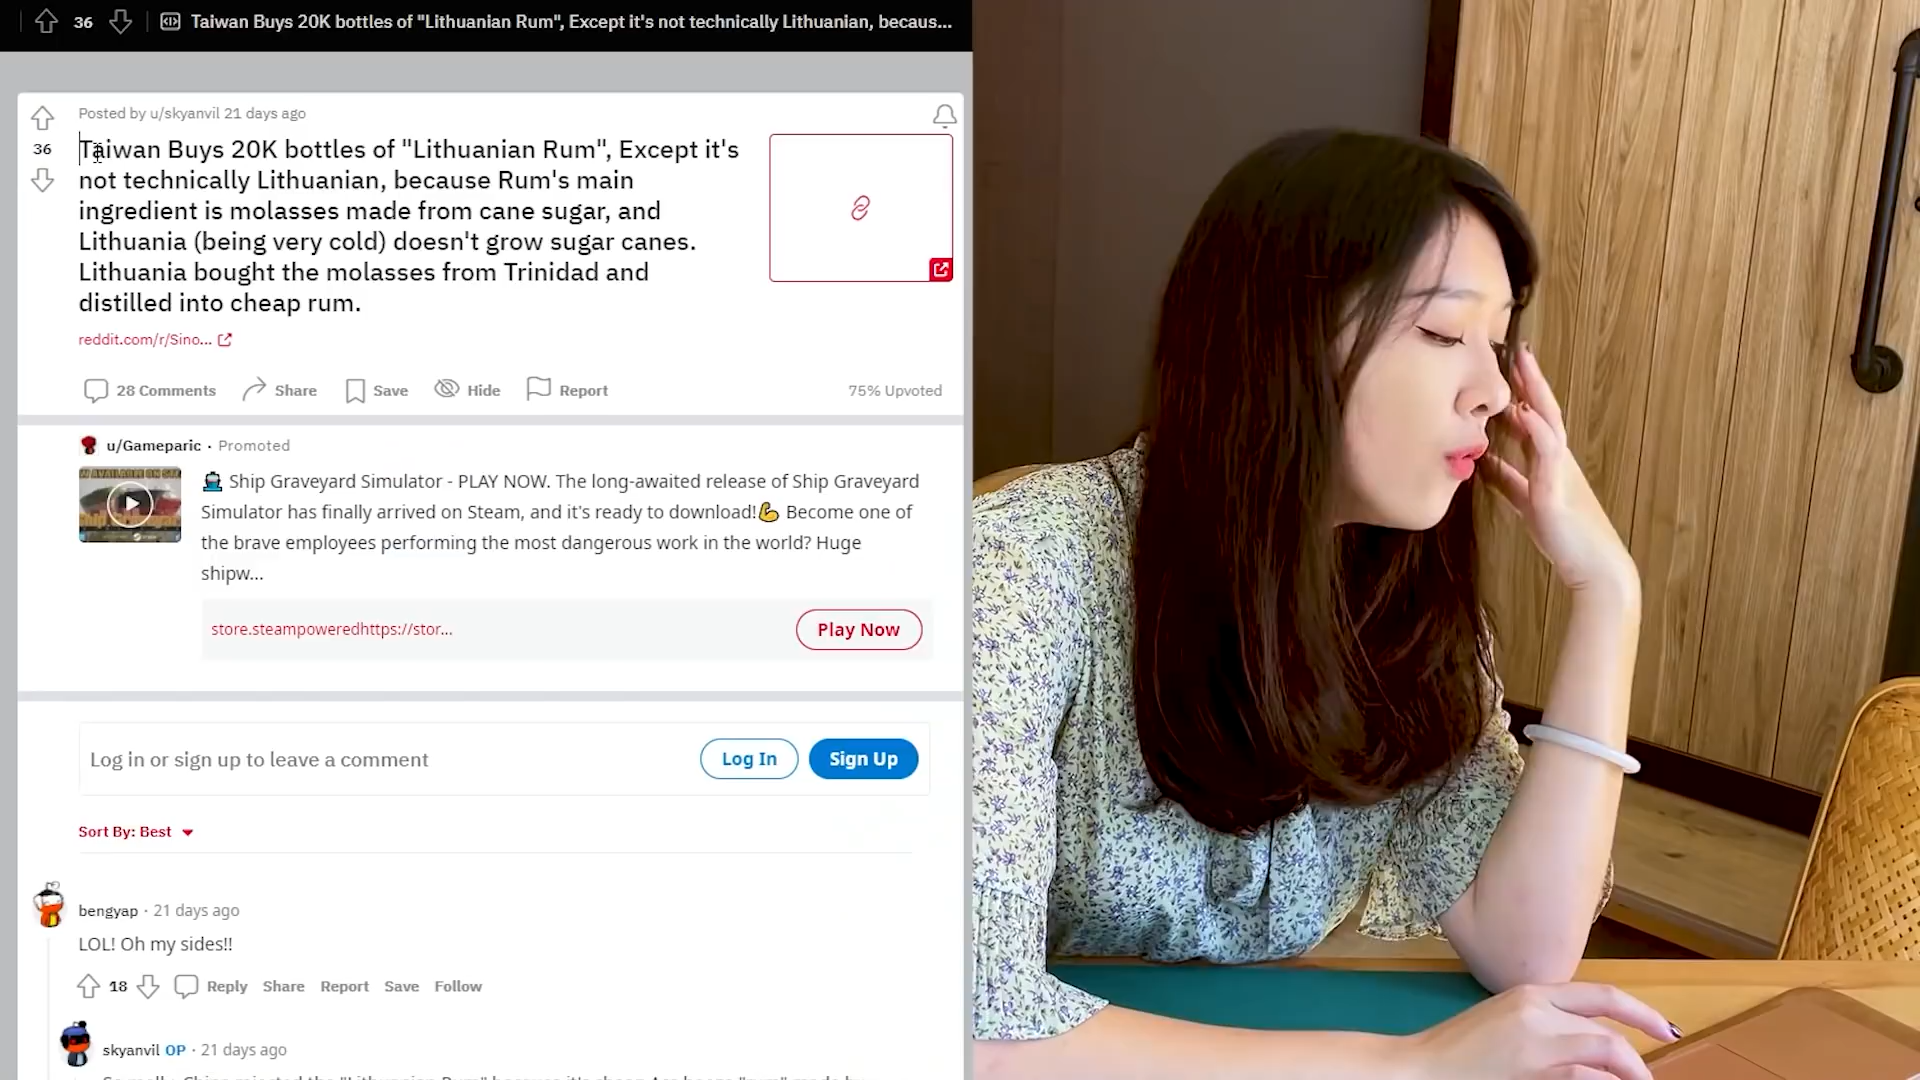 36 Taiwan Buys 20K bottles of "Lithuanian Rum", Except it's not technically Lithuanian, becaus...
Posted by u/skyanvil 21 days ago
36
Taiwan Buys 20K bottles of "Lithuanian Rum", Except it's
not technically Lithuanian, because Rum's main
ingredient is molasses made from cane sugar, and
Lithuania (being very cold) doesn't grow sugar canes.
Lithuania bought the molasses from Trinidad and
distilled into cheap rum.
reddit.com/r/Sino...
28 Comments Share Save Hide Report 75% Upvoted
u/Gameparic · Promoted
Ship Graveyard Simulator - PLAY NOW. The long-awaited release of Ship Graveyard
Simulator has finally arrived on Steam, and it's ready to download!💪 Become one of
the brave employees performing the most dangerous work in the world? Huge
shipw...
store.steampoweredhttps://stor...
Play Now
Log in or sign up to leave a comment
Log In
Sign Up
Sort By: Best
bengyap · 21 days ago
LOL! Oh my sides!!
18 Reply Share Report Save Follow
skyanvil OP · 21 days ago